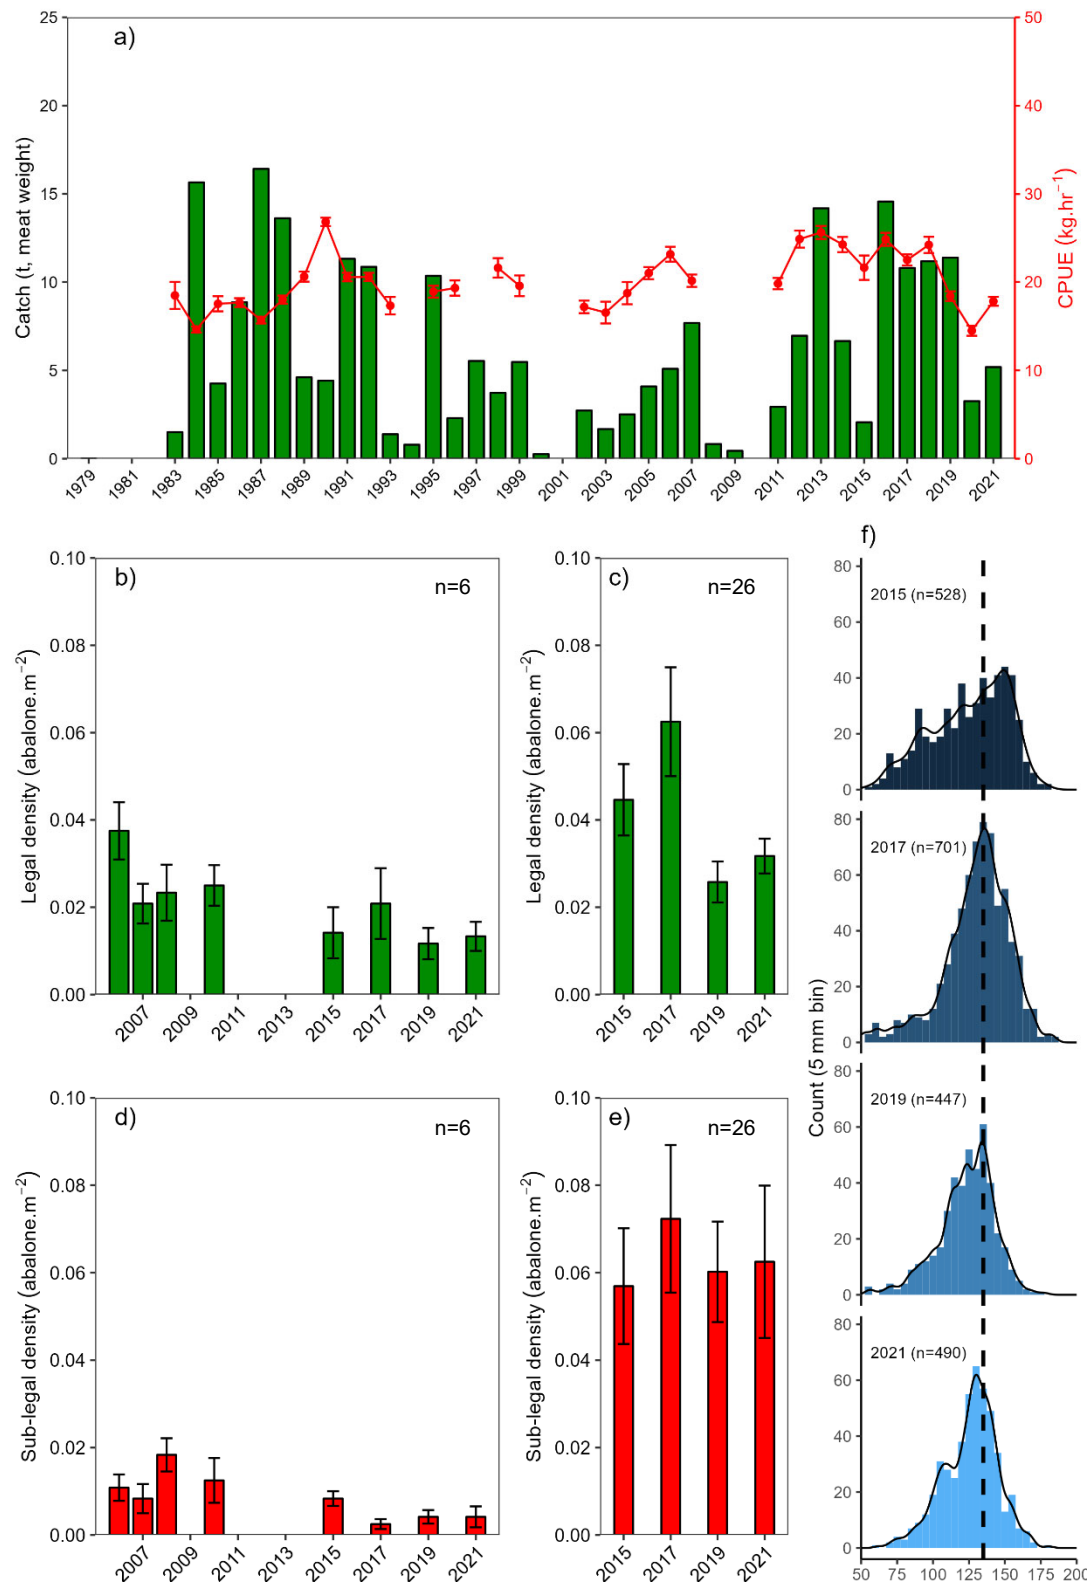 a)
25
20
15
10
5
0
Catch (t, meat weight)
50
40
30
20
10
0
CPUE (kg.hr⁻¹)
1979 1981 1983 1985 1987 1989 1991 1993 1995 1997 1999 2001 2003 2005 2007 2009 2011 2013 2015 2017 2019 2021
b)
n=6
0.10
0.08
0.06
0.04
0.02
0.00
Legal density (abalone.m⁻²)
2007 2009 2011 2013 2015 2017 2019 2021
c)
n=26
0.10
0.08
0.06
0.04
0.02
0.00
Legal density (abalone.m⁻²)
2015 2017 2019 2021
d)
n=6
0.10
0.08
0.06
0.04
0.02
0.00
Sub-legal density (abalone.m⁻²)
2007 2009 2011 2013 2015 2017 2019 2021
e)
n=26
0.10
0.08
0.06
0.04
0.02
0.00
Sub-legal density (abalone.m⁻²)
2015 2017 2019 2021
f)
Count (5 mm bin)
80
60
40
20
0
2015 (n=528)
80
60
40
20
0
2017 (n=701)
80
60
40
20
0
2019 (n=447)
80
60
40
20
0
2021 (n=490)
50 75 100 125 150 175 200